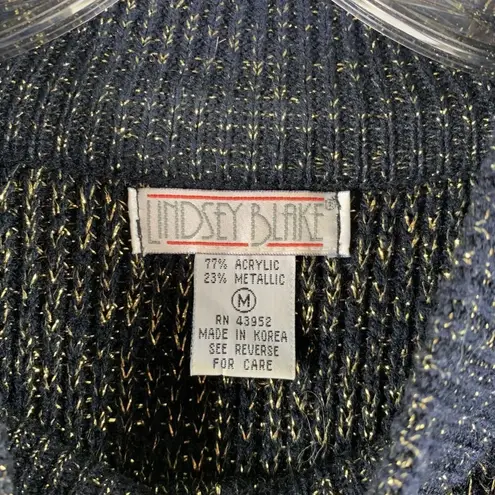 LINDSEY BLAKE®
77% ACRYLIC
23% METALLIC
M
RN 43952
MADE IN KOREA
SEE REVERSE
FOR CARE